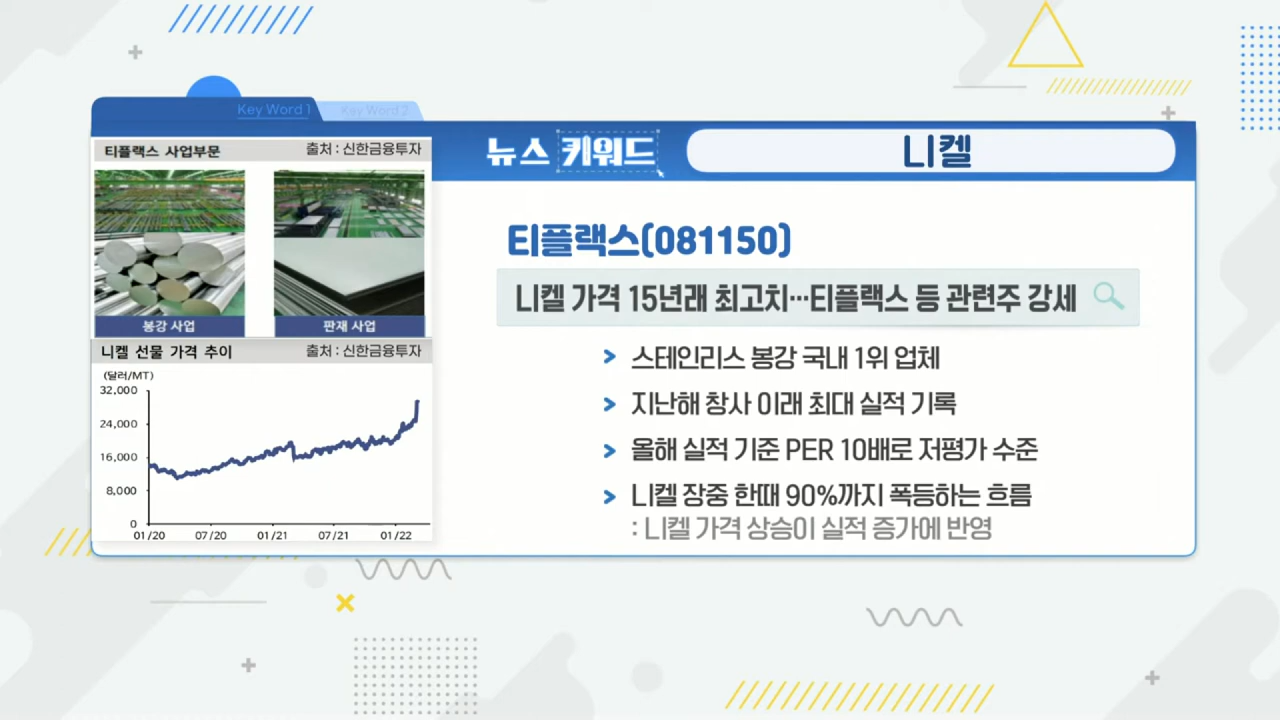 Key Word 1
Key Word 2
뉴스 키워드
니켈
티플랙스 사업부문
출처 : 신한금융투자
봉강 사업
판재 사업
니켈 선물 가격 추이
출처 : 신한금융투자
(달러/MT)
32,000
24,000
16,000
8,000
0
01/20
07/20
01/21
07/21
01/22
티플랙스(081150)
니켈 가격 15년래 최고치…티플랙스 등 관련주 강세
스테인리스 봉강 국내 1위 업체
지난해 창사 이래 최대 실적 기록
올해 실적 기준 PER 10배로 저평가 수준
니켈 장중 한때 90%까지 폭등하는 흐름
: 니켈 가격 상승이 실적 증가에 반영